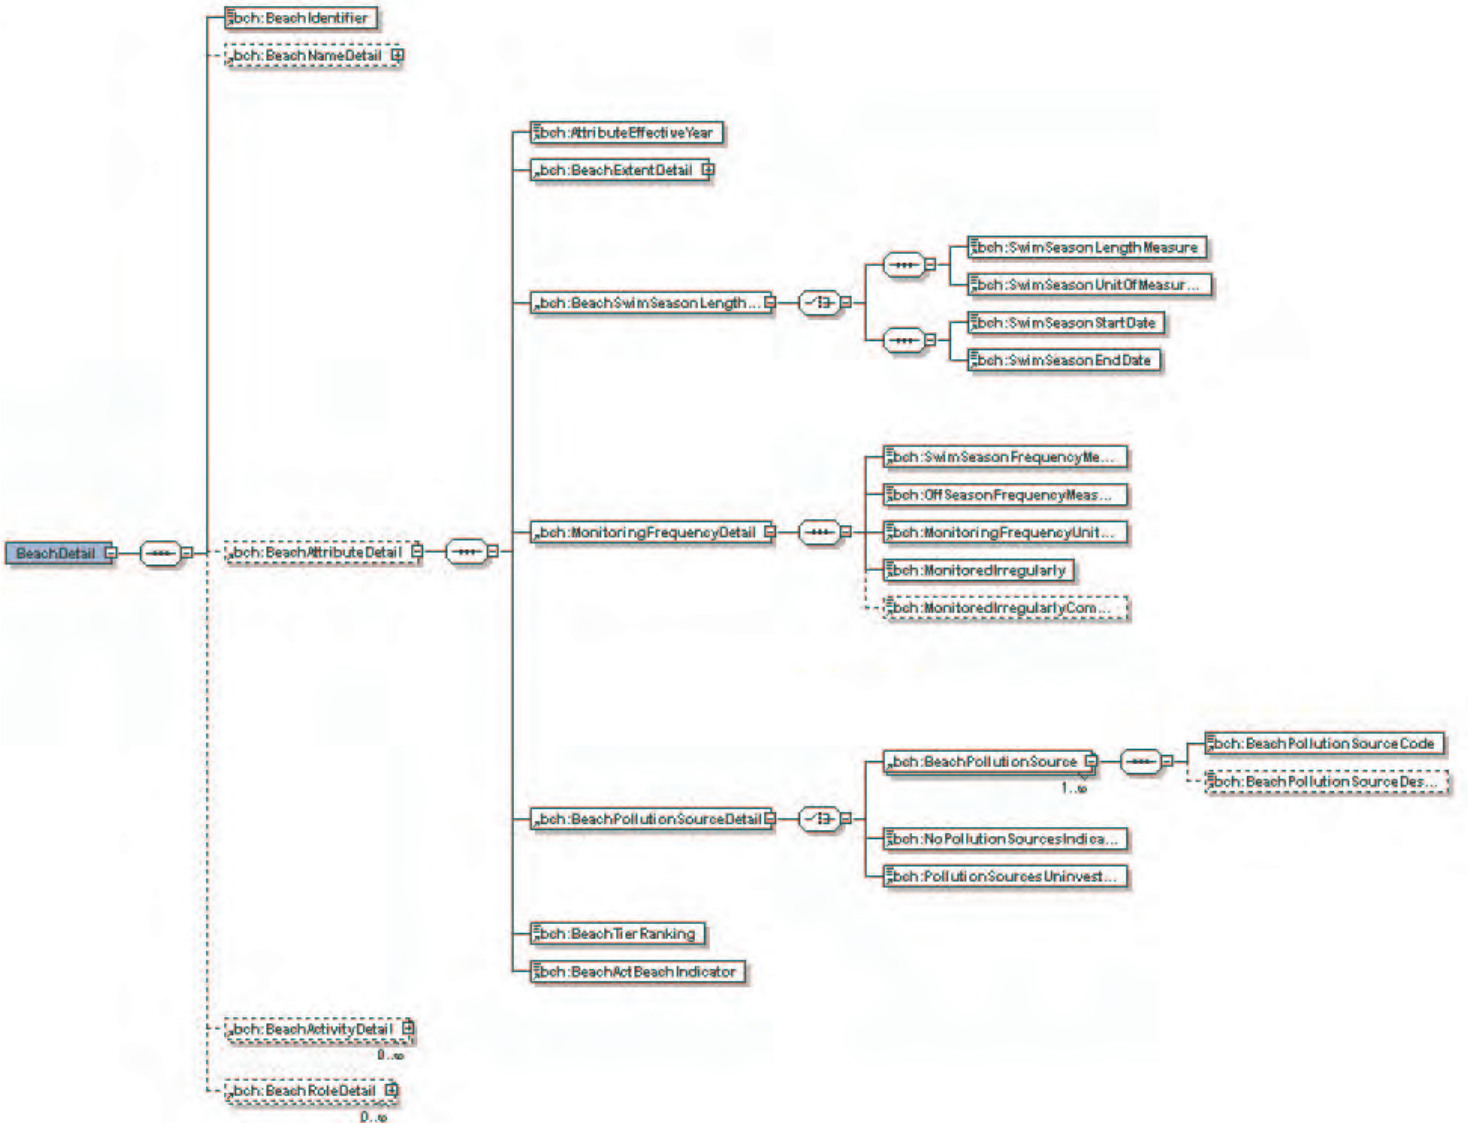 bch:BeachIdentifier
bch:BeachNameDetail
bch:AttributeEffectiveYear
bch:BeachExtentDetail
bch:SwimSeasonLengthMeasure
bch:BeachSwimSeasonLength...
bch:SwimSeasonUnitOfMeasur...
bch:SwimSeasonStartDate
bch:SwimSeasonEndDate
bch:SwimSeasonFrequencyMe...
bch:OffSeasonFrequencyMeas...
BeachDetail
bch:BeachAttributeDetail
bch:MonitoringFrequencyDetail
bch:MonitoringFrequencyUnit...
bch:MonitoredIrregularly
bch:MonitoredIrregularlyCom...
bch:BeachPollutionSource
1..∞
bch:BeachPollutionSourceCode
bch:BeachPollutionSourceDes...
bch:BeachPollutionSourceDetail
bch:NoPollutionSourcesIndica...
bch:PollutionSourcesUninvest...
bch:BeachTierRanking
bch:BeachActBeachIndicator
bch:BeachActivityDetail
0..∞
bch:BeachRoleDetail
0..∞